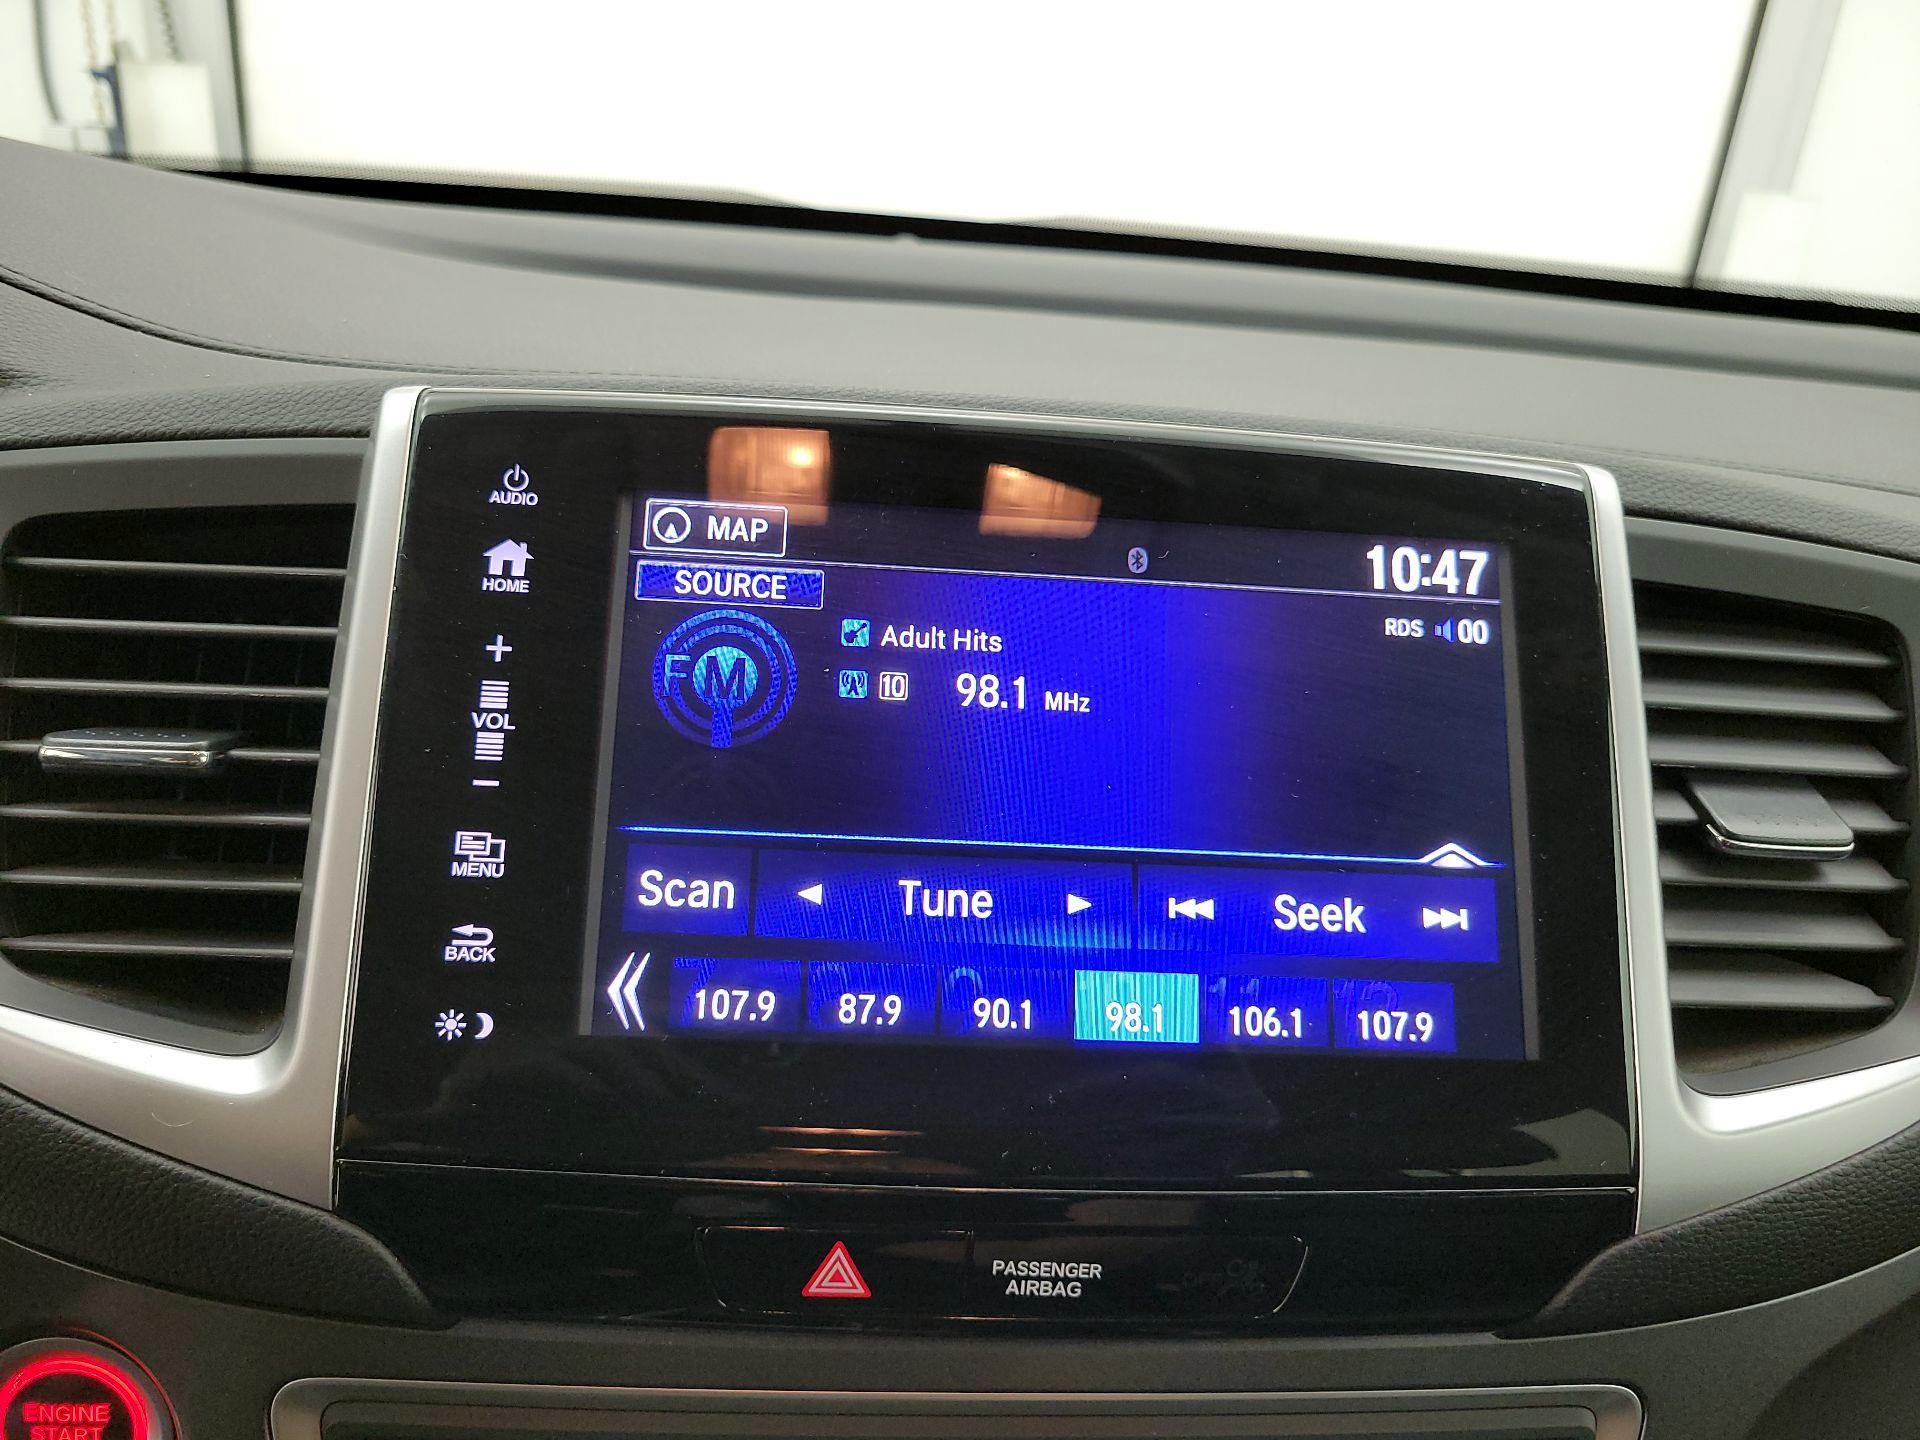 AUDIO
MAP
10:47
HOME
SOURCE
RDS 00
FM
Adult Hits
10 98.1 MHz
+
VOL
−
MENU
Scan Tune Seek
BACK
107.9 87.9 90.1 98.1 106.1 107.9
PASSENGER
AIRBAG
ENGINE
START